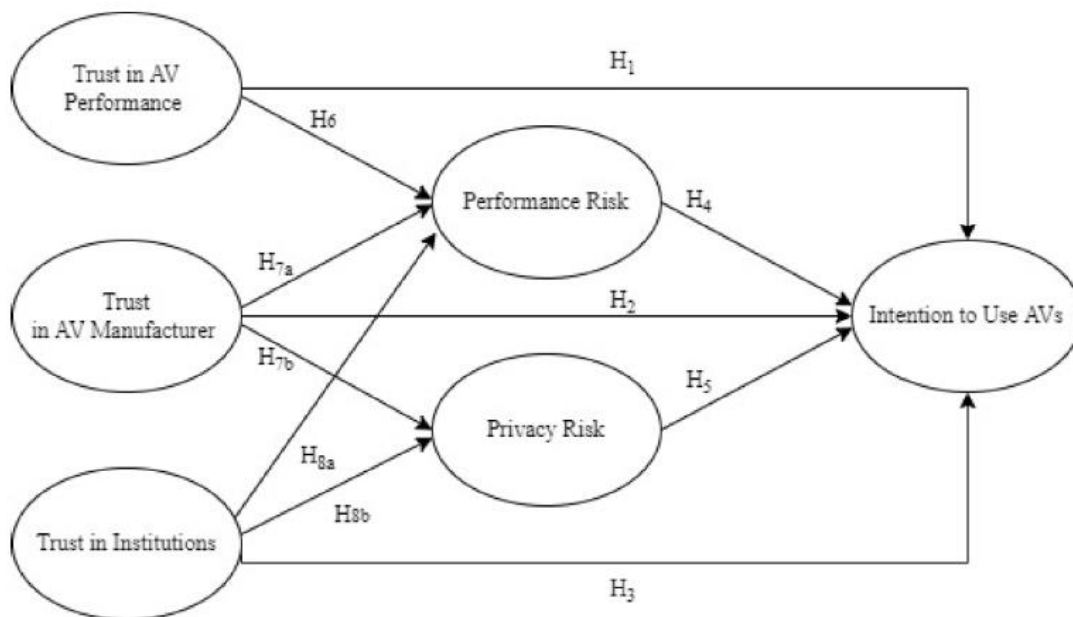 H1
Trust in AV
Performance
H6
Performance Risk
H4
H7a
Trust
in AV Manufacturer
H2
Intention to Use AVs
H7b
H5
Privacy Risk
H8a
H8b
Trust in Institutions
H3